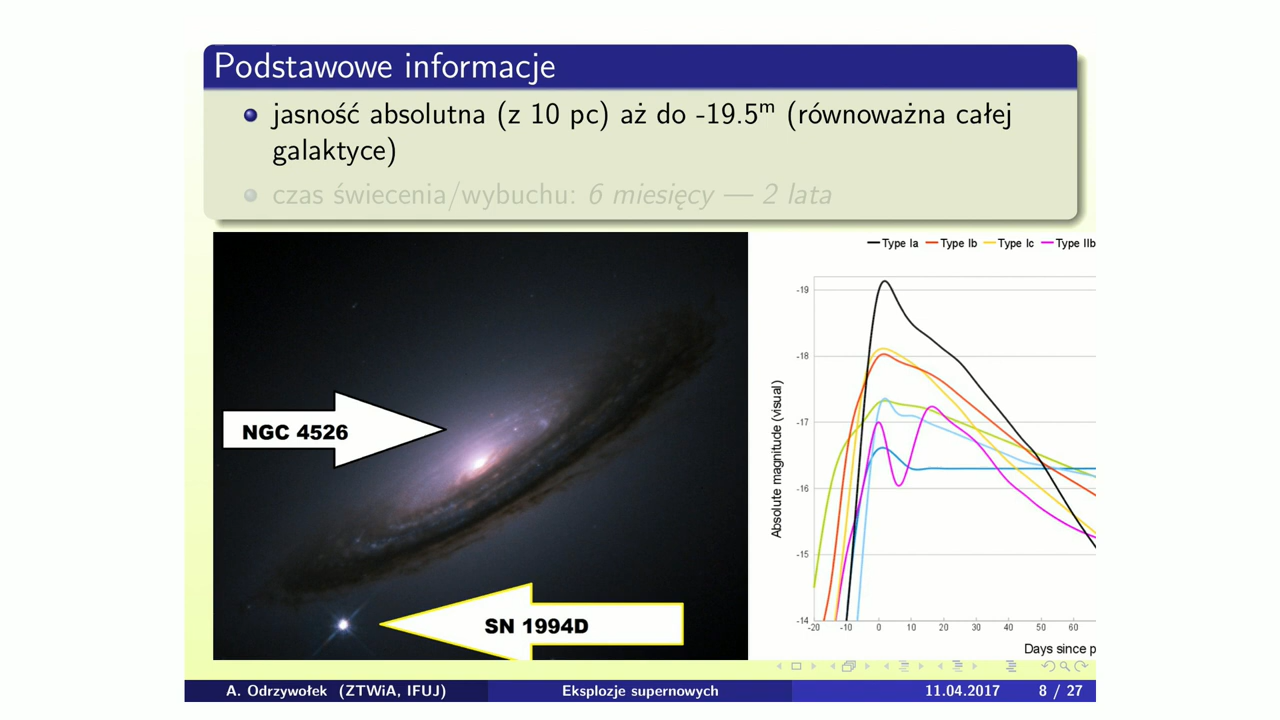 Podstawowe informacje
jasność absolutna (z 10 pc) aż do -19.5ᵐ (równoważna całej
galaktyce)
czas świecenia/wybuchu: 6 miesięcy — 2 lata
Type Ia Type Ib Type Ic Type IIb
NGC 4526
SN 1994D
Absolute magnitude (visual)
-19
-18
-17
-16
-15
-14
-20 -10 0 10 20 30 40 50 60
Days since p
A. Odrzywołek (ZTWiA, IFUJ) Eksplozje supernowych 11.04.2017 8 / 27